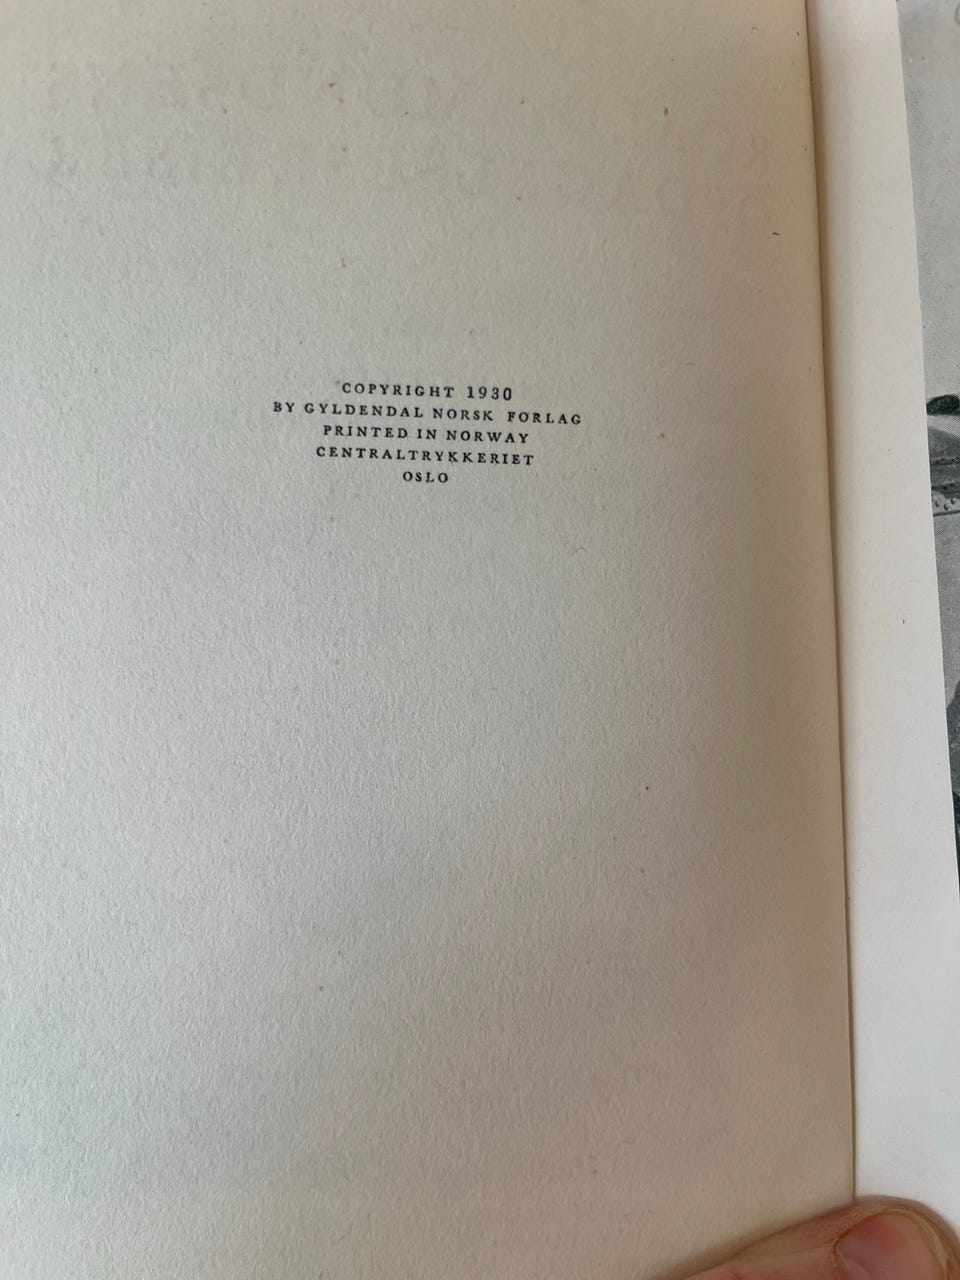 COPYRIGHT 1930
BY GYLDENDAL NORSK FORLAG
PRINTED IN NORWAY
CENTRALTRYKKERIET
OSLO